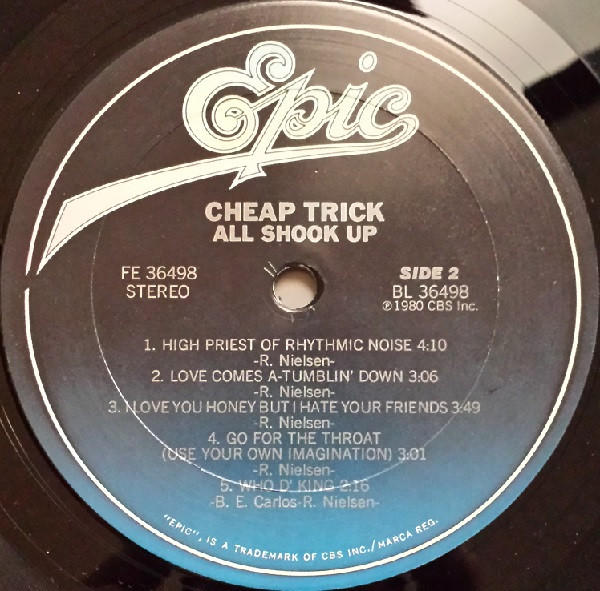 Epic
CHEAP TRICK
ALL SHOOK UP
FE 36498
STEREO
SIDE 2
BL 36498
℗1980 CBS Inc.
1. HIGH PRIEST OF RHYTHMIC NOISE 4:10
-R. Nielsen-
2. LOVE COMES A-TUMBLIN' DOWN 3:06
-R. Nielsen-
3. I LOVE YOU HONEY BUT I HATE YOUR FRIENDS 3:49
-R. Nielsen-
4. GO FOR THE THROAT
(USE YOUR OWN IMAGINATION) 3:01
-R. Nielsen-
5. WHO D' KING 2:16
-B. E. Carlos-R. Nielsen-
"EPIC", IS A TRADEMARK OF CBS INC./MARCA REG.